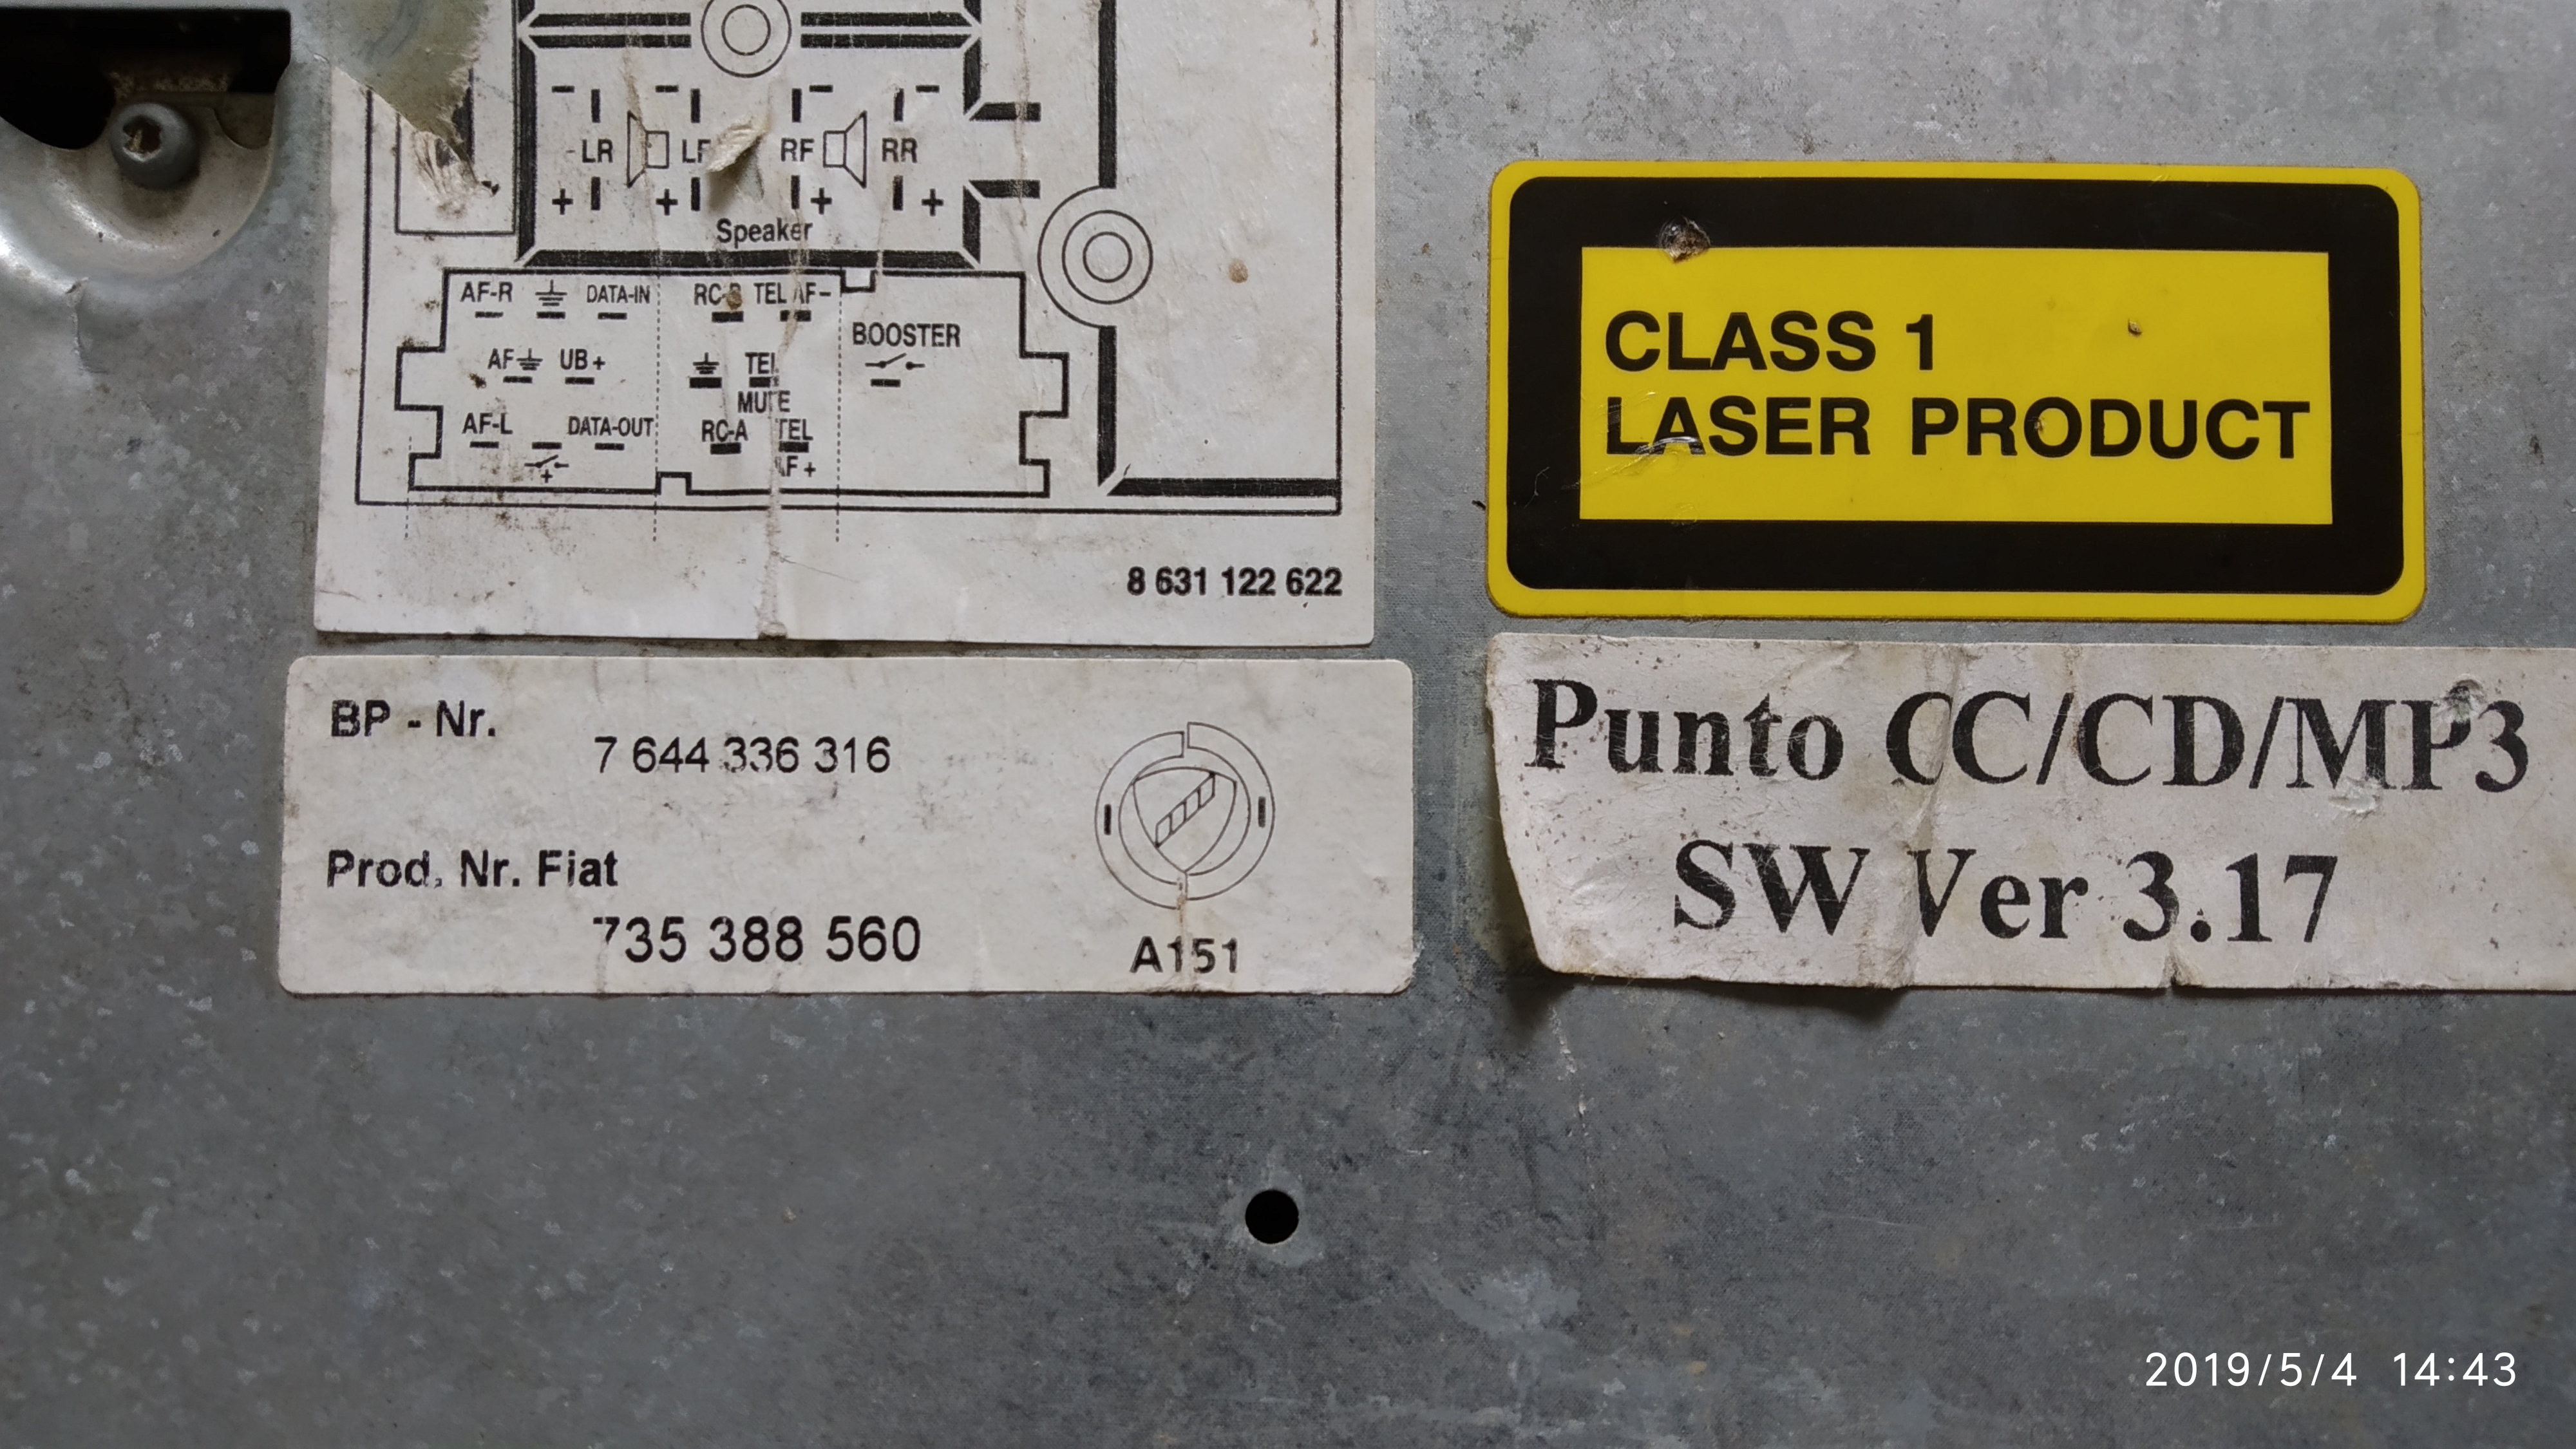 LR LF RF RR
Speaker
AF-R DATA-IN RC-B TEL AF-
BOOSTER
AF UB+ TEL
MUTE
AF-L DATA-OUT RC-A TEL
AF+
8 631 122 622
CLASS 1
LASER PRODUCT
BP - Nr.
7 644 336 316
Prod. Nr. Fiat
735 388 560
A151
Punto CC/CD/MP3
SW Ver 3.17
2019/5/4 14:43